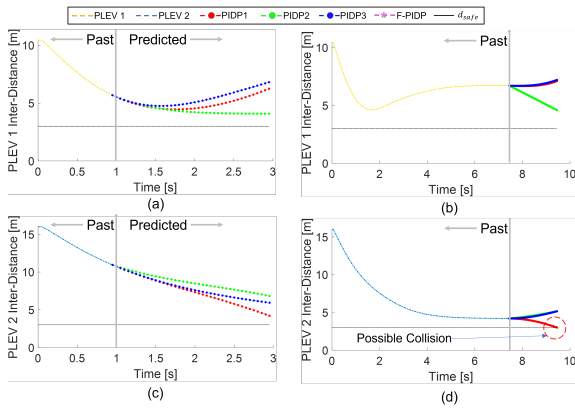 PLEV 1 PLEV 2 PIDP1 PIDP2 PIDP3 F-PIDP d_safe
PLEV 1 Inter-Distance [m]
10
5
0
Past Predicted
0 0.5 1 1.5 2 2.5 3
Time [s]
(a)
PLEV 1 Inter-Distance [m]
10
5
0
Past
0 2 4 6 8 10
Time [s]
(b)
PLEV 2 Inter-Distance [m]
15
10
5
0
Past Predicted
0 0.5 1 1.5 2 2.5 3
Time [s]
(c)
PLEV 2 Inter-Distance [m]
15
10
5
0
Past
Possible Collision
0 2 4 6 8 10
Time [s]
(d)